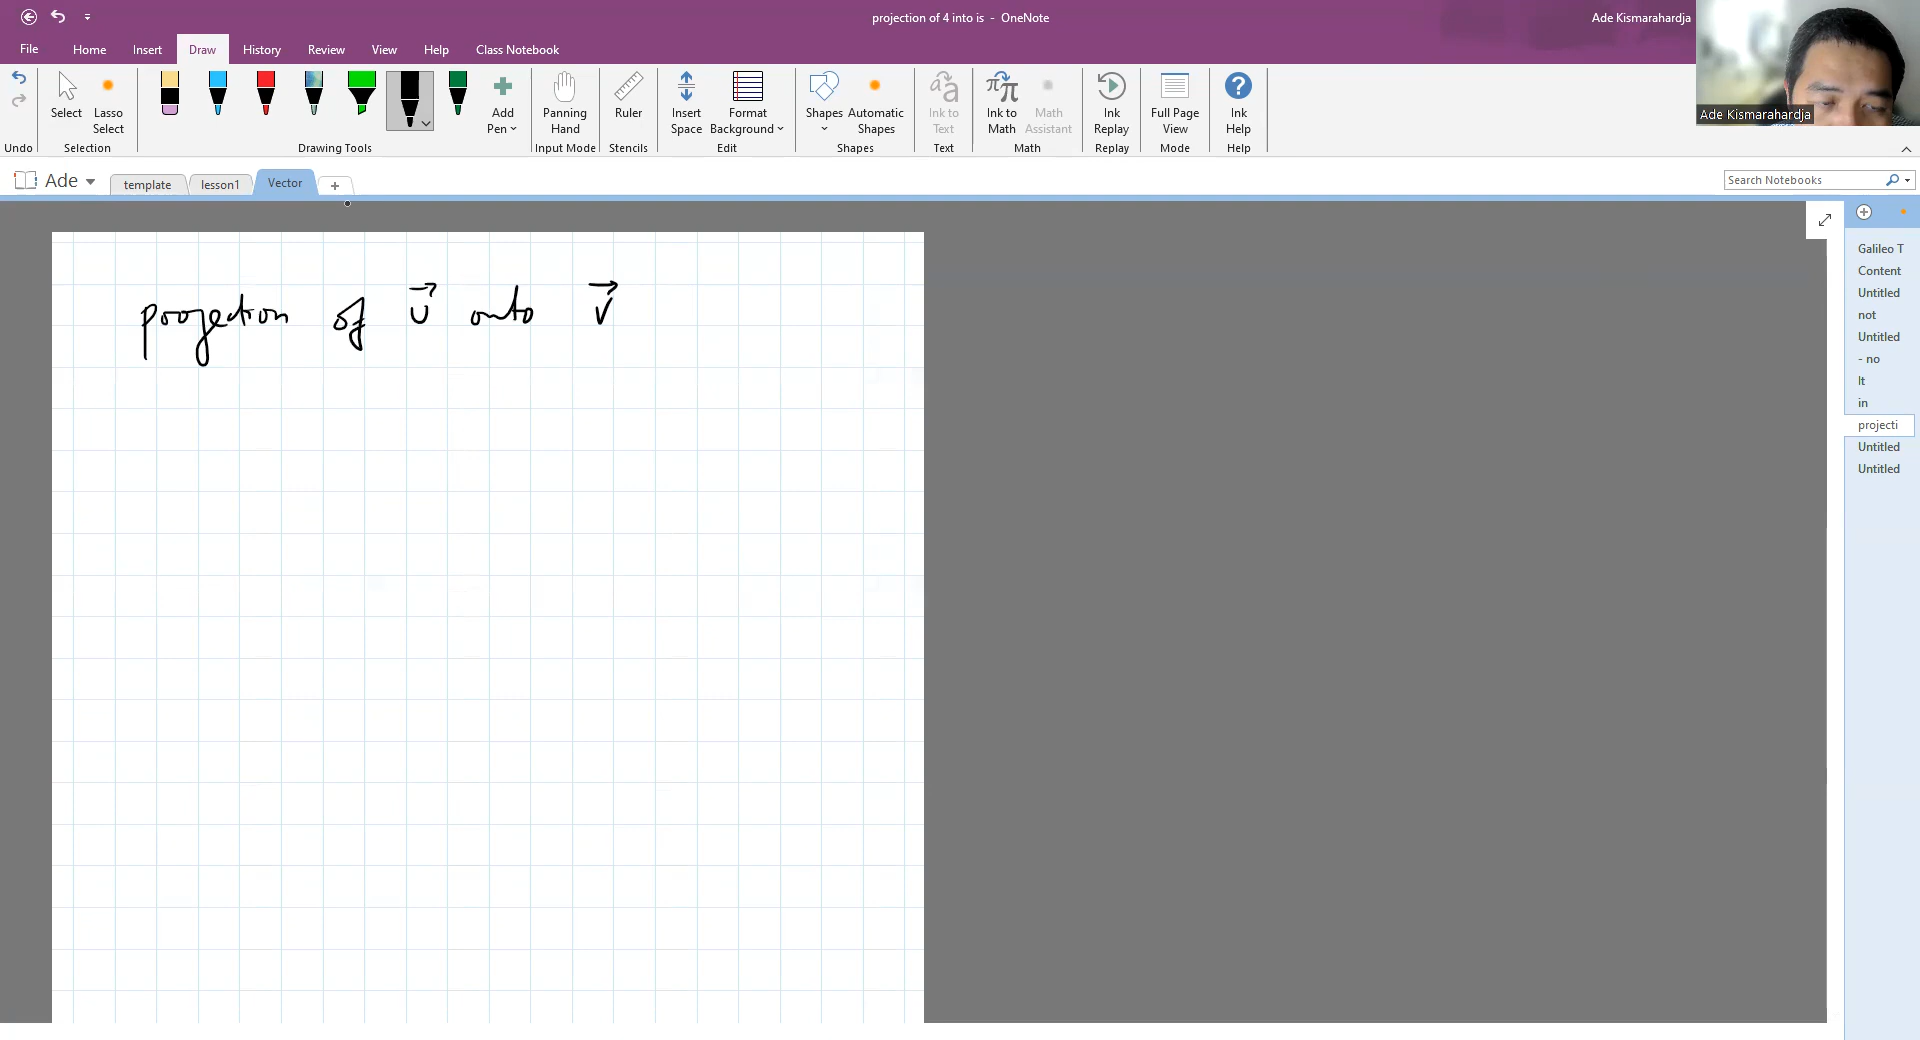 projection of 4 into is - OneNote
Ade Kismarahardja
File Home Insert Draw History Review View Help Class Notebook
Select
Lasso Select
Add Pen
Panning Hand
Ruler
Insert Space
Format Background
Shapes
Automatic Shapes
Ink to Text
Ink to Math
Math Assistant
Ink Replay
Full Page View
Ink Help
Undo Selection Drawing Tools Input Mode Stencils Edit Shapes Text Math Replay Mode Help
Ade Kismarahardja
Ade template lesson1 Vector
Search Notebooks
projection of u⃗ onto v⃗
Galileo T
Content
Untitled
not
Untitled
- no
It
in
projecti
Untitled
Untitled